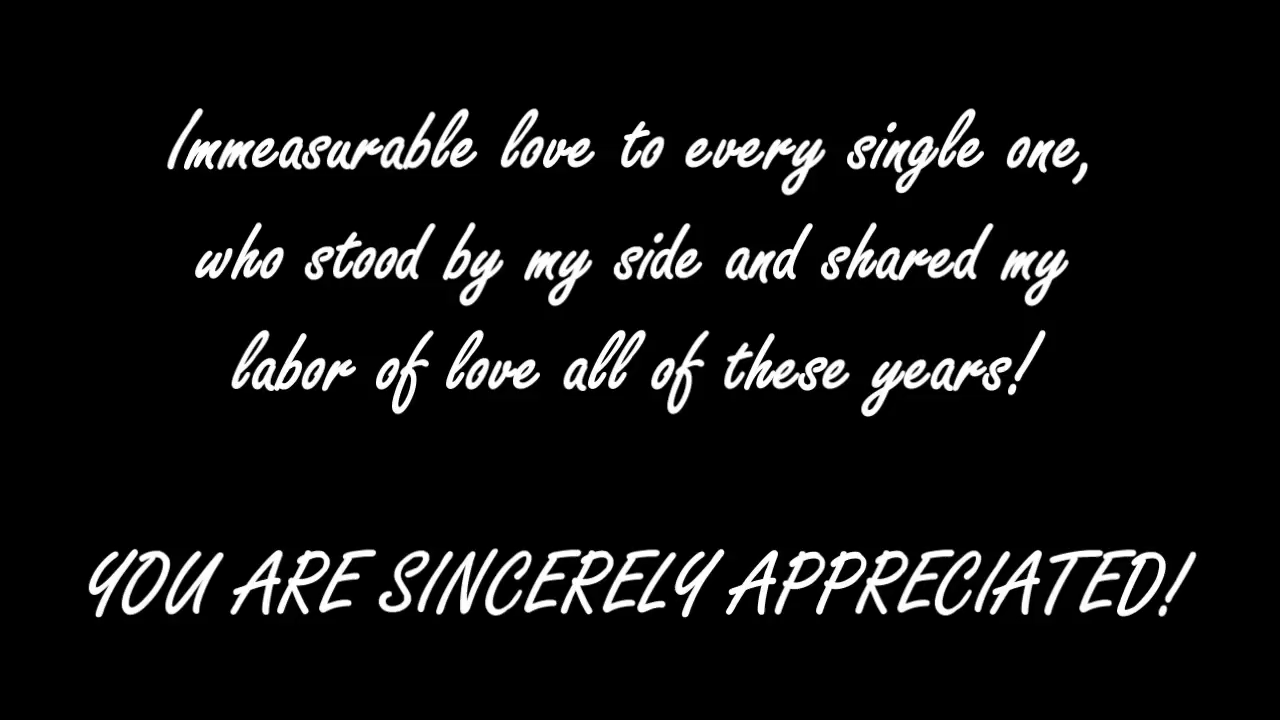 Immeasurable love to every single one,
who stood by my side and shared my
labor of love all of these years!
YOU ARE SINCERELY APPRECIATED!